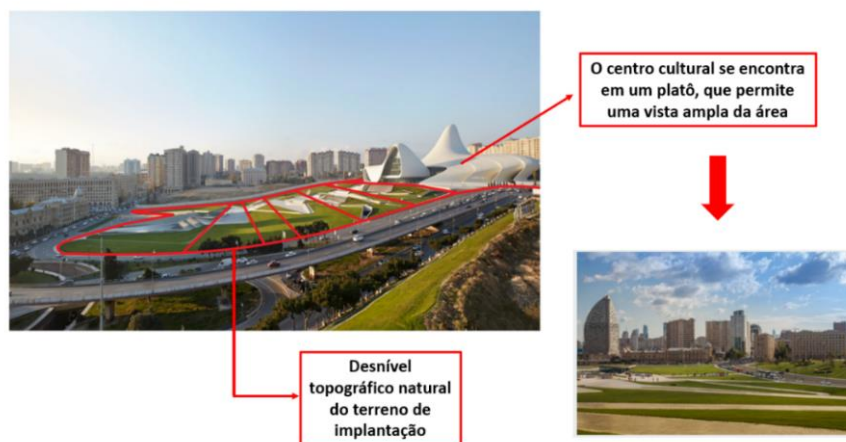 O centro cultural se encontra
em um platô, que permite
uma vista ampla da área
Desnível
topográfico natural
do terreno de
implantação